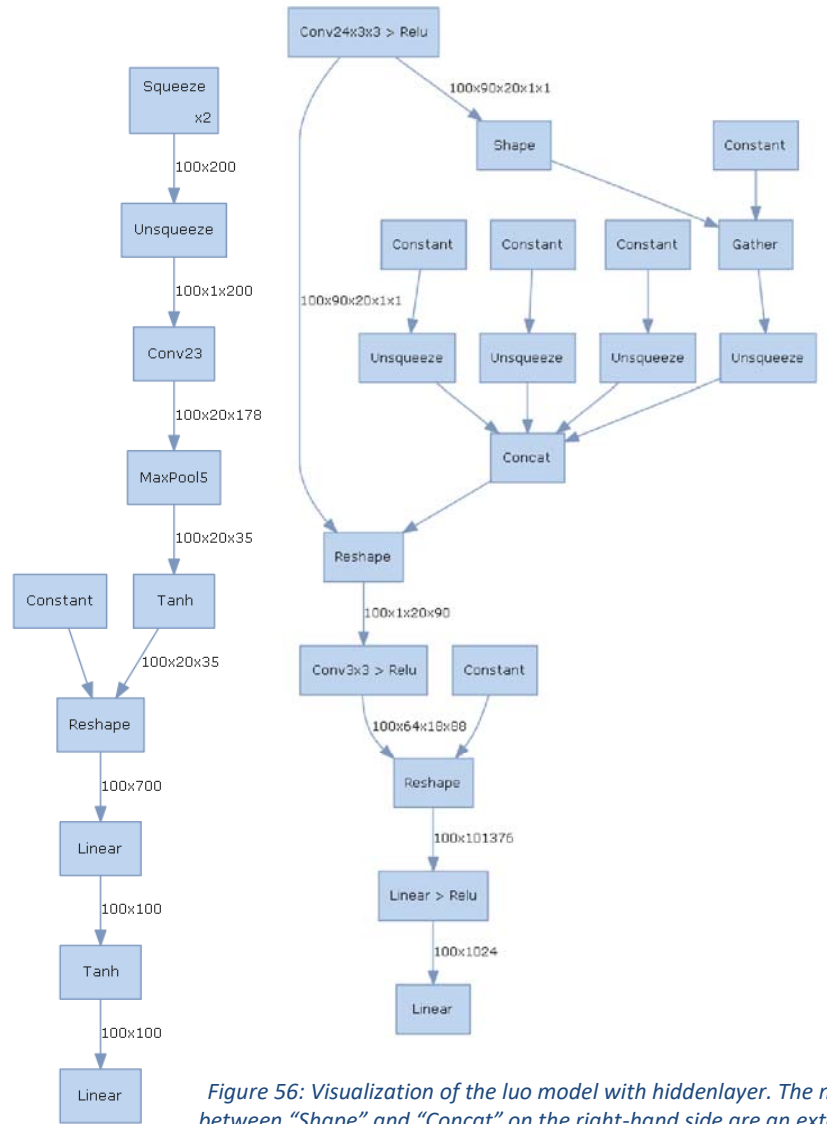 Squeeze
x2
100x200
Unsqueeze
100x1x200
Conv23
100x20x178
MaxPool5
100x20x35
Constant
Tanh
100x20x35
Reshape
100x700
Linear
100x100
Tanh
100x100
Linear
Conv24x3x3 > Relu
100x90x20x1x1
Shape
Constant
Constant
Constant
Constant
Gather
100x90x20x1x1
Unsqueeze
Unsqueeze
Unsqueeze
Unsqueeze
Concat
Reshape
100x1x20x90
Conv3x3 > Relu
Constant
100x64x18x88
Reshape
100x101376
Linear > Relu
100x1024
Linear
Figure 56: Visualization of the luo model with hiddenlayer. The
between "Shape" and "Concat" on the right-hand side are an